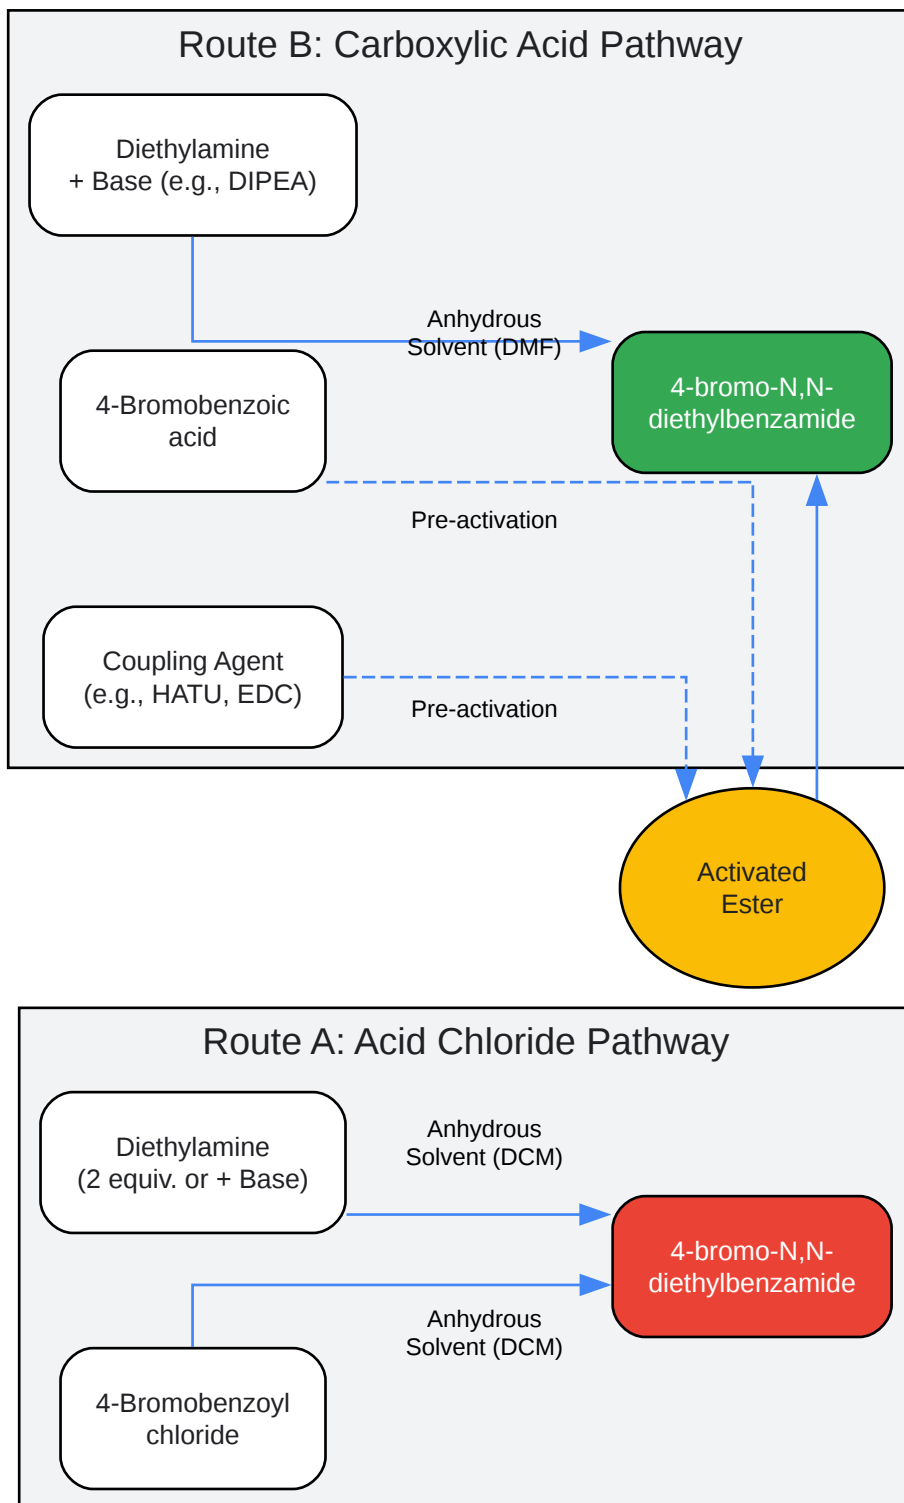 Route B: Carboxylic Acid Pathway
Diethylamine
+ Base (e.g., DIPEA)
Anhydrous
Solvent (DMF)
4-Bromobenzoic
acid
4-bromo-N,N-
diethylbenzamide
Pre-activation
Coupling Agent
(e.g., HATU, EDC)
Pre-activation
Activated
Ester
Route A: Acid Chloride Pathway
Diethylamine
(2 equiv. or + Base)
Anhydrous
Solvent (DCM)
4-bromo-N,N-
diethylbenzamide
Anhydrous
Solvent (DCM)
4-Bromobenzoyl
chloride